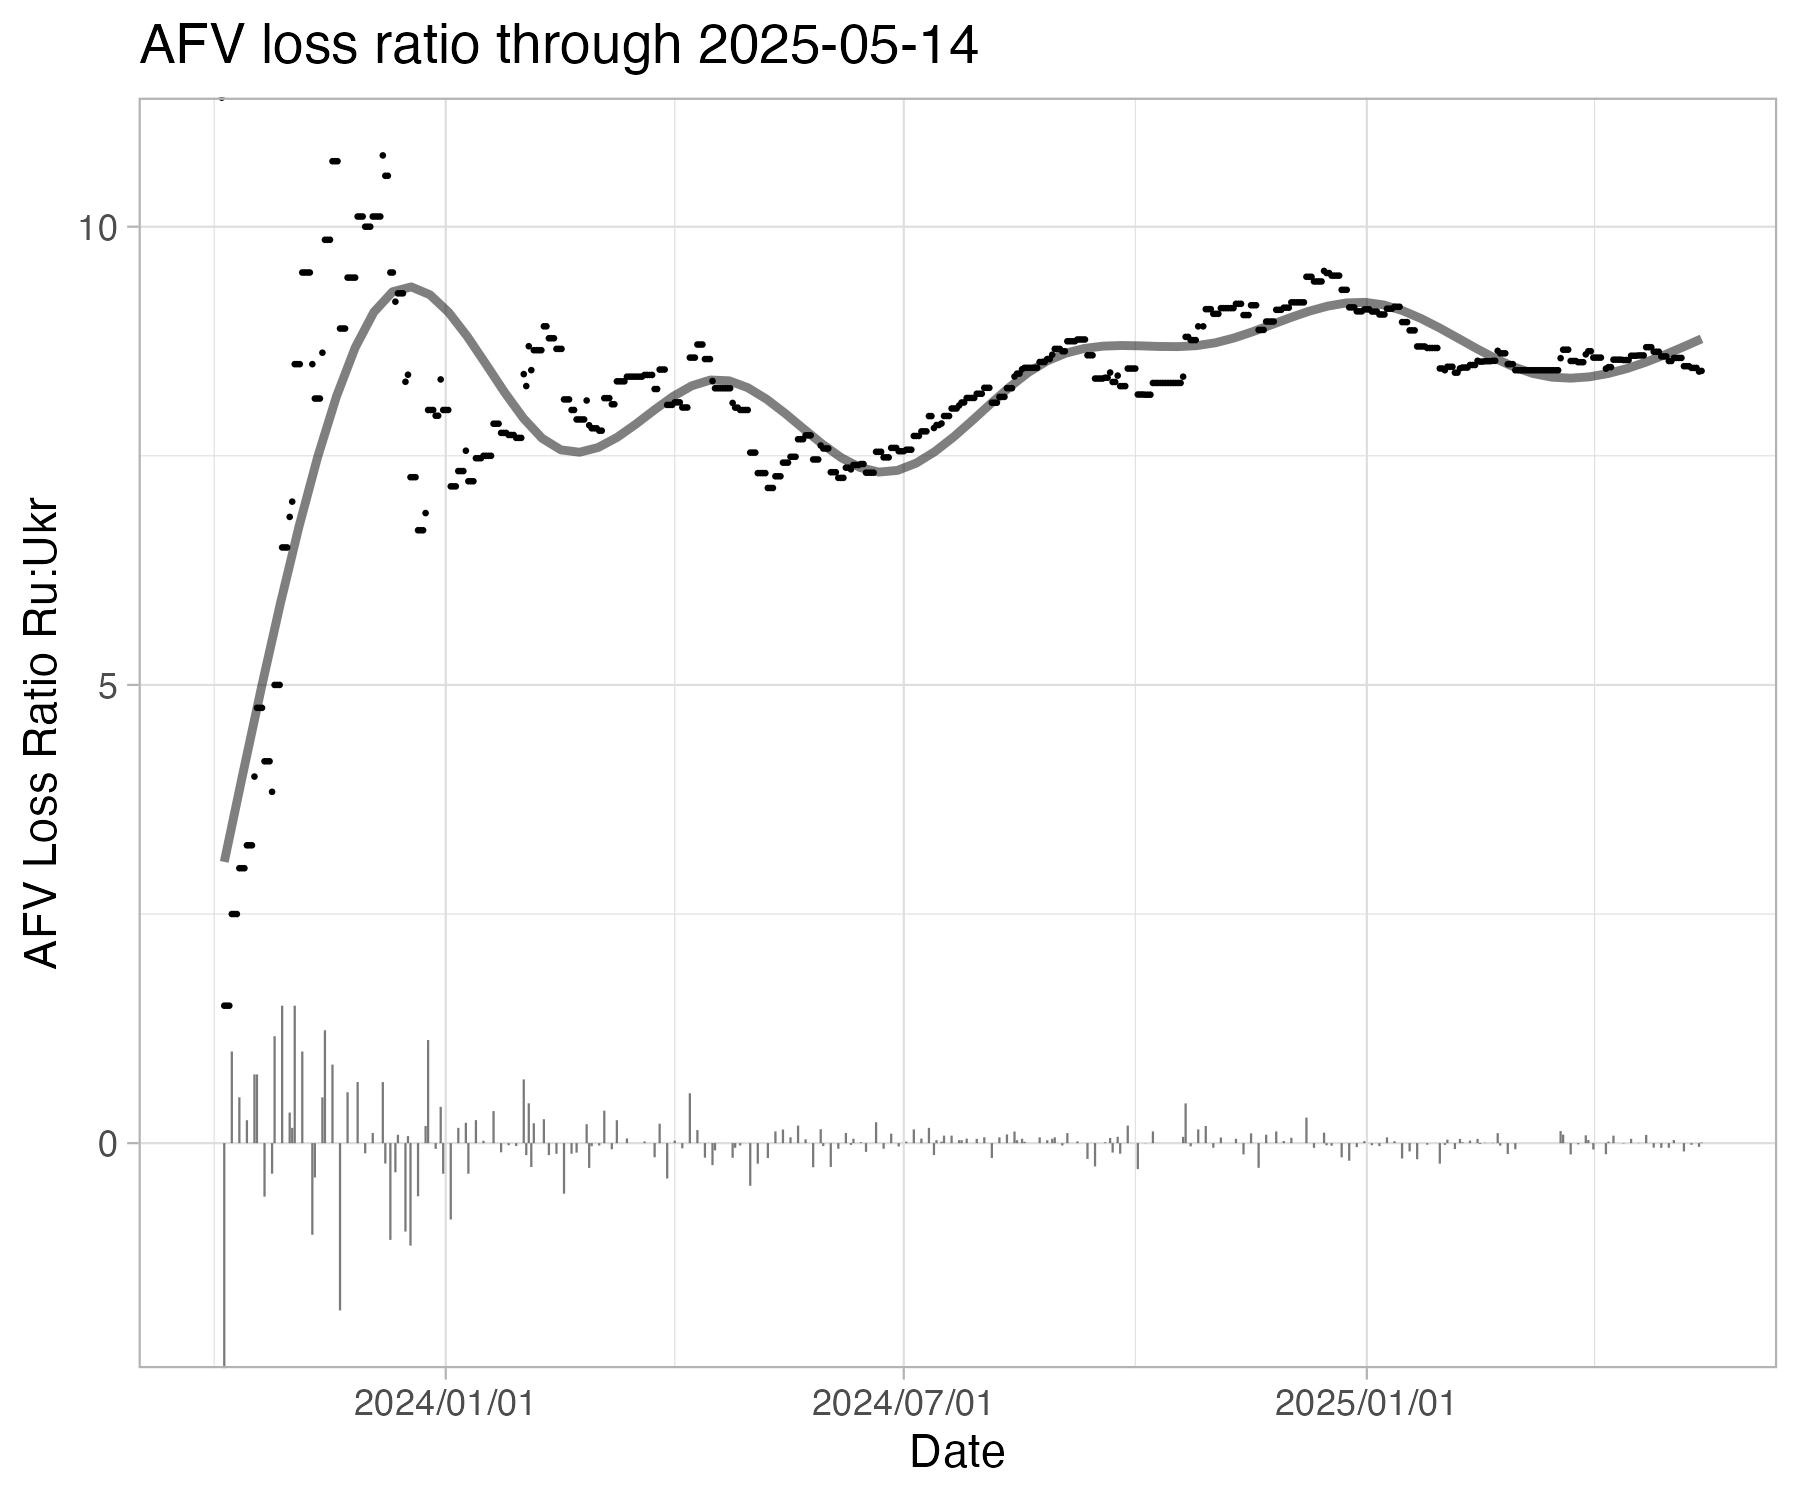 AFV loss ratio through 2025-05-14
AFV Loss Ratio Ru:Ukr
10
5
0
2024/01/01
2024/07/01
2025/01/01
Date